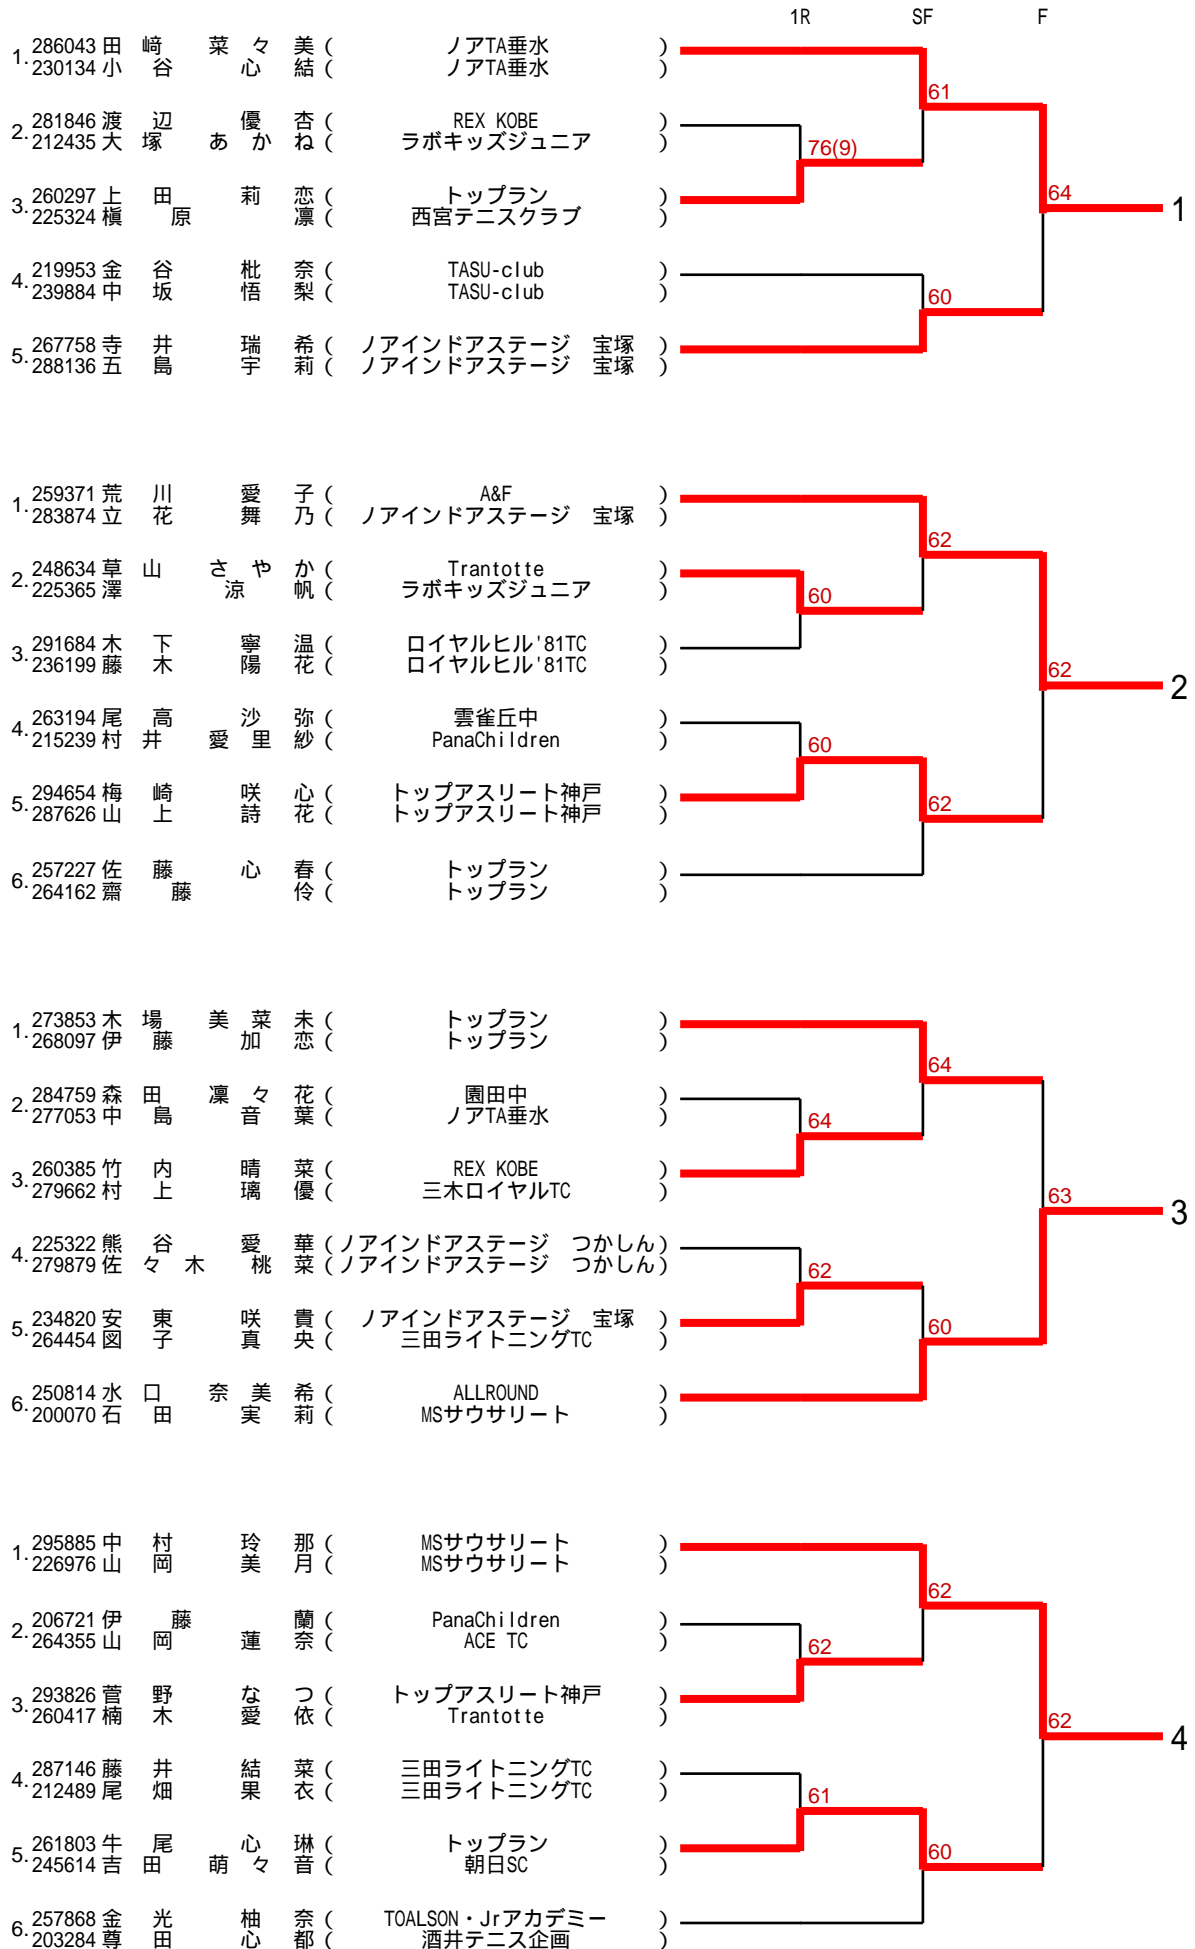 1R SF F
1. 286043 田﨑 菜々美 ( ノアTA垂水 )
230134 小谷 心結 ( ノアTA垂水 )
61
2. 281846 渡辺 優杏 ( REX KOBE )
212435 大塚 あかね ( ラボキッズジュニア )
76(9)
3. 260297 上田 莉恋 ( トップラン )
225324 槇原 凛 ( 西宮テニスクラブ )
64
1
4. 219953 金谷 枇奈 ( TASU-club )
239884 中坂 悟梨 ( TASU-club )
60
5. 267758 寺井 瑞希 ( ノアインドアステージ 宝塚 )
288136 五島 宇莉 ( ノアインドアステージ 宝塚 )
1. 259371 荒川 愛子 ( A&F )
283874 立花 舞乃 ( ノアインドアステージ 宝塚 )
62
2. 248634 草山 さやか ( Trantotte )
225365 澤 涼帆 ( ラボキッズジュニア )
60
3. 291684 木下 寧温 ( ロイヤルヒル'81TC )
236199 藤木 陽花 ( ロイヤルヒル'81TC )
62
2
4. 263194 尾高 沙弥 ( 雲雀丘中 )
215239 村井 愛里紗 ( PanaChildren )
60
5. 294654 梅崎 咲心 ( トップアスリート神戸 )
287626 山上 詩花 ( トップアスリート神戸 )
62
6. 257227 佐藤 心春 ( トップラン )
264162 齋藤 伶 ( トップラン )
1. 273853 木場 美菜未 ( トップラン )
268097 伊藤 加恋 ( トップラン )
64
2. 284759 森田 凜々花 ( 園田中 )
277053 中島 音葉 ( ノアTA垂水 )
64
3. 260385 竹内 晴菜 ( REX KOBE )
279662 村上 璃優 ( 三木ロイヤルTC )
63
3
4. 225322 熊谷 愛華 ( ノアインドアステージ つかしん )
279879 佐々木 桃菜 ( ノアインドアステージ つかしん )
62
5. 234820 安東 咲貴 ( ノアインドアステージ 宝塚 )
264454 図子 真央 ( 三田ライトニングTC )
60
6. 250814 水口 奈美希 ( ALLROUND )
200070 石田 実莉 ( MSサウサリート )
1. 295885 中村 玲那 ( MSサウサリート )
226976 山岡 美月 ( MSサウサリート )
62
2. 206721 伊藤 蘭 ( PanaChildren )
264355 山岡 蓮奈 ( ACE TC )
62
3. 293826 菅野 なつ ( トップアスリート神戸 )
260417 楠木 愛依 ( Trantotte )
62
4
4. 287146 藤井 結菜 ( 三田ライトニングTC )
212489 尾畑 果衣 ( 三田ライトニングTC )
61
5. 261803 牛尾 心琳 ( トップラン )
245614 吉田 萌々音 ( 朝日SC )
60
6. 257868 金光 柚奈 ( TOALSON・Jrアカデミー )
203284 尊田 心都 ( 酒井テニス企画 )